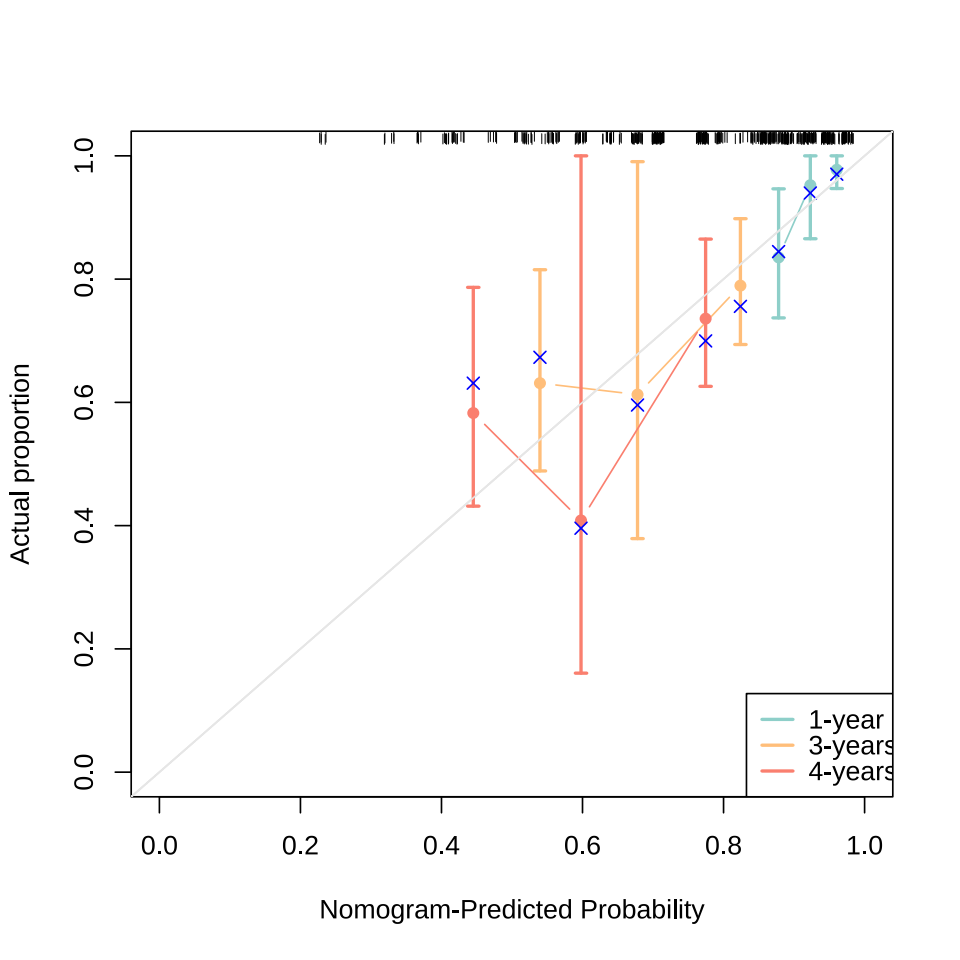 Actual proportion
1.0
0.8
0.6
0.4
0.2
0.0
1-year
3-years
4-years
0.0 0.2 0.4 0.6 0.8 1.0
Nomogram-Predicted Probability